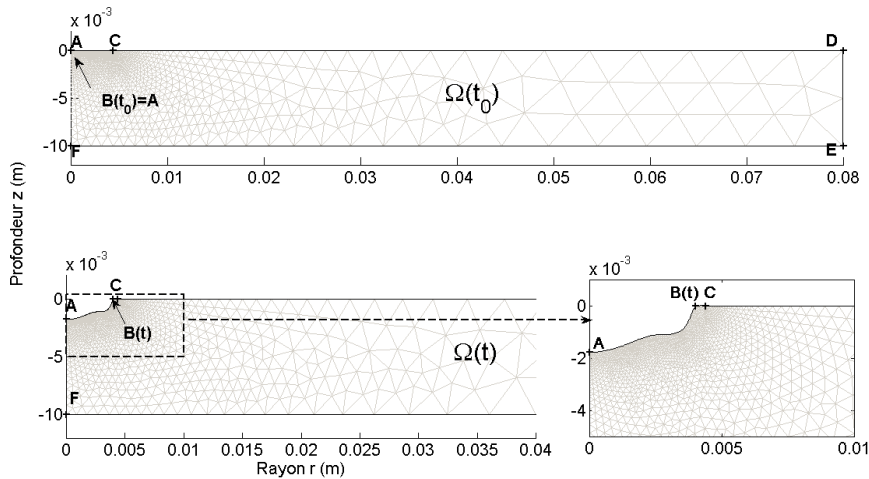 x 10⁻³
A C D
0
B(t₀)=A
Ω(t₀)
-5
-10
F E
0 0.01 0.02 0.03 0.04 0.05 0.06 0.07 0.08
Profondeur z (m)
x 10⁻³
C
0
A
B(t)
-5
Ω(t)
F
-10
0 0.005 0.01 0.015 0.02 0.025 0.03 0.035 0.04
Rayon r (m)
x 10⁻³
B(t) C
0
A
-2
-4
0 0.005 0.01